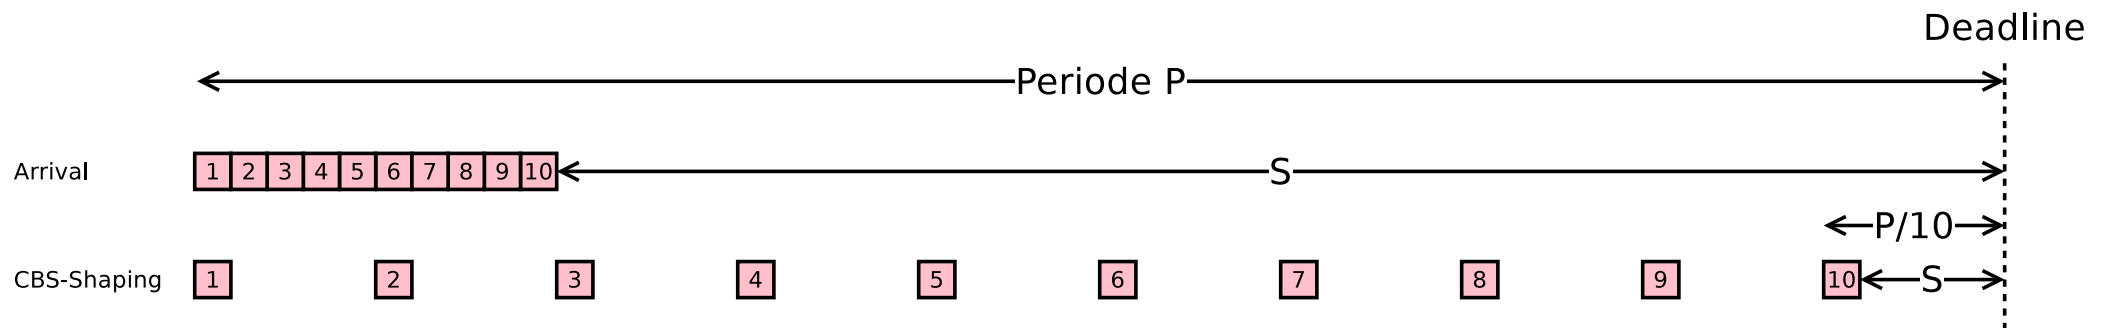 Deadline
Periode P
Arrival 1 2 3 4 5 6 7 8 9 10 S
P/10
CBS-Shaping 1 2 3 4 5 6 7 8 9 10 S